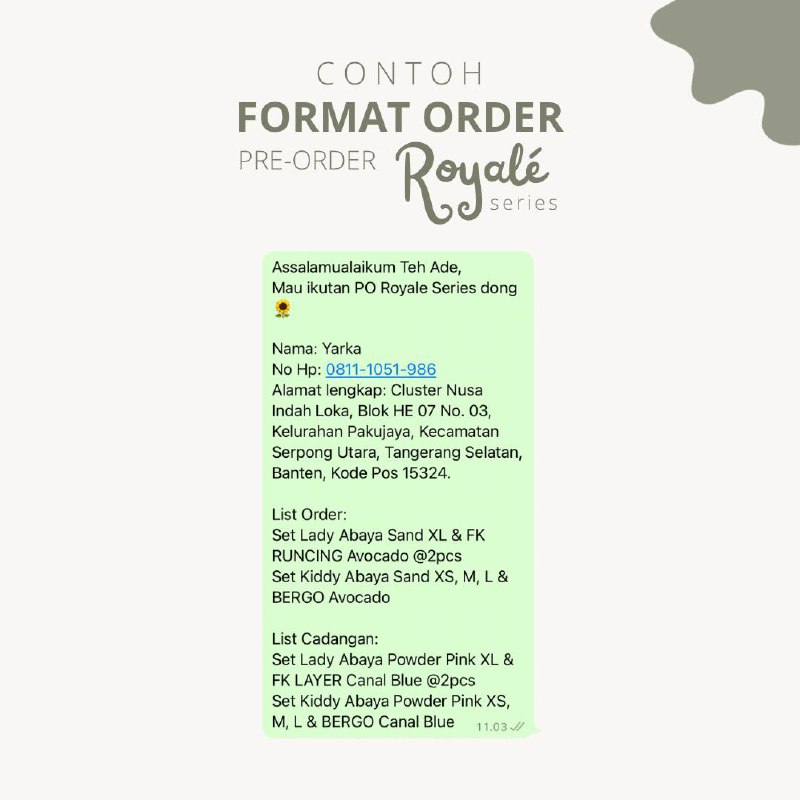 CONTOH
FORMAT ORDER
PRE-ORDER Royalé
series
Assalamualaikum Teh Ade,
Mau ikutan PO Royale Series dong
🌻
Nama: Yarka
No Hp: 0811-1051-986
Alamat lengkap: Cluster Nusa
Indah Loka, Blok HE 07 No. 03,
Kelurahan Pakujaya, Kecamatan
Serpong Utara, Tangerang Selatan,
Banten, Kode Pos 15324.
List Order:
Set Lady Abaya Sand XL & FK
RUNCING Avocado @2pcs
Set Kiddy Abaya Sand XS, M, L &
BERGO Avocado
List Cadangan:
Set Lady Abaya Powder Pink XL &
FK LAYER Canal Blue @2pcs
Set Kiddy Abaya Powder Pink XS,
M, L & BERGO Canal Blue 11.03